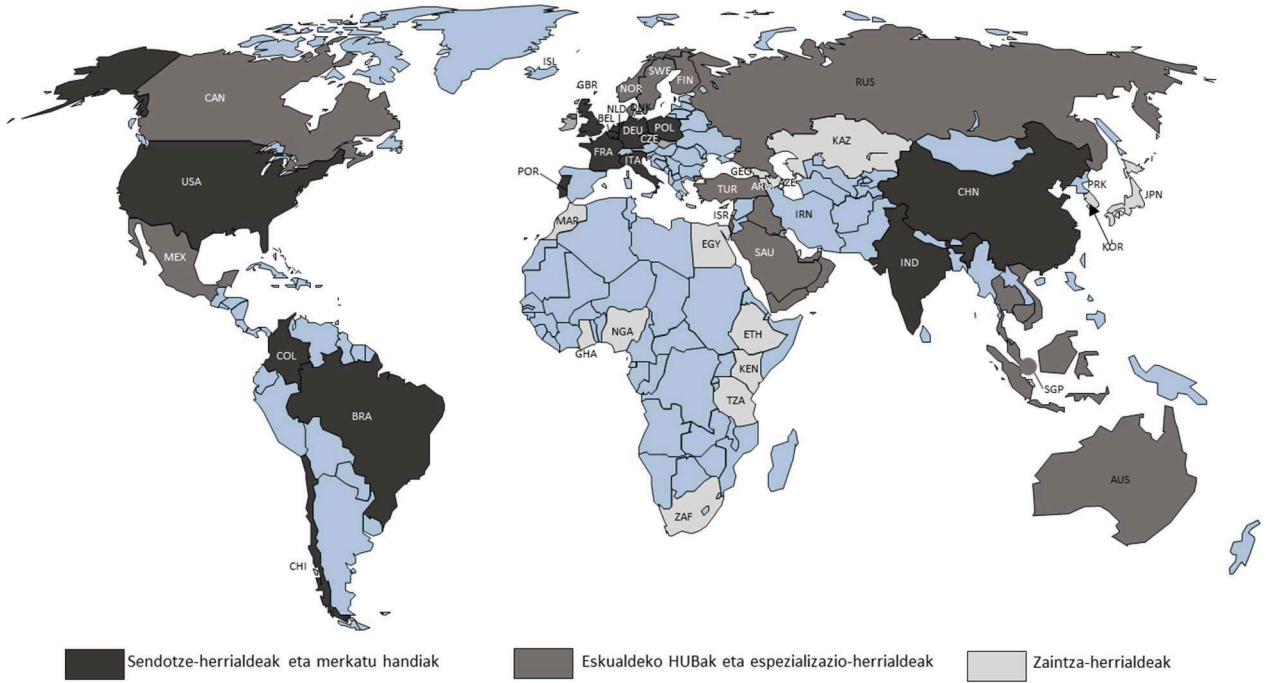 ISL
SWE
FIN
NOR
RUS
GBR
CAN
NLD
DNK
BEL
DEU
POL
CZE
KAZ
FRA
ITA
GEO
USA
POR
TUR
ARM
AZE
CHN
PRK
JPN
MAR
ISR
IRN
EGY
SAU
KOR
MEX
IND
NGA
ETH
GHA
COL
KEN
SGP
TZA
BRA
AUS
ZAF
CHI
Sendotze-herrialdeak eta merkatu handiak
Eskualdeko HUBak eta espezializazio-herrialdeak
Zaintza-herrialdeak